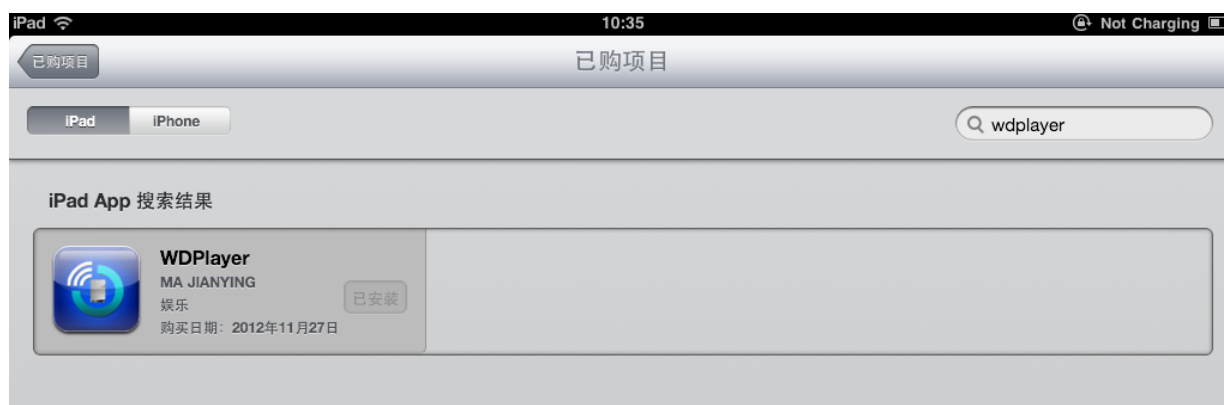 iPad 10:35 Not Charging
已购项目 已购项目
iPad iPhone wdplayer
iPad App 搜索结果
WDPlayer
MA JIANYING
已安装
娱乐
购买日期：2012年11月27日